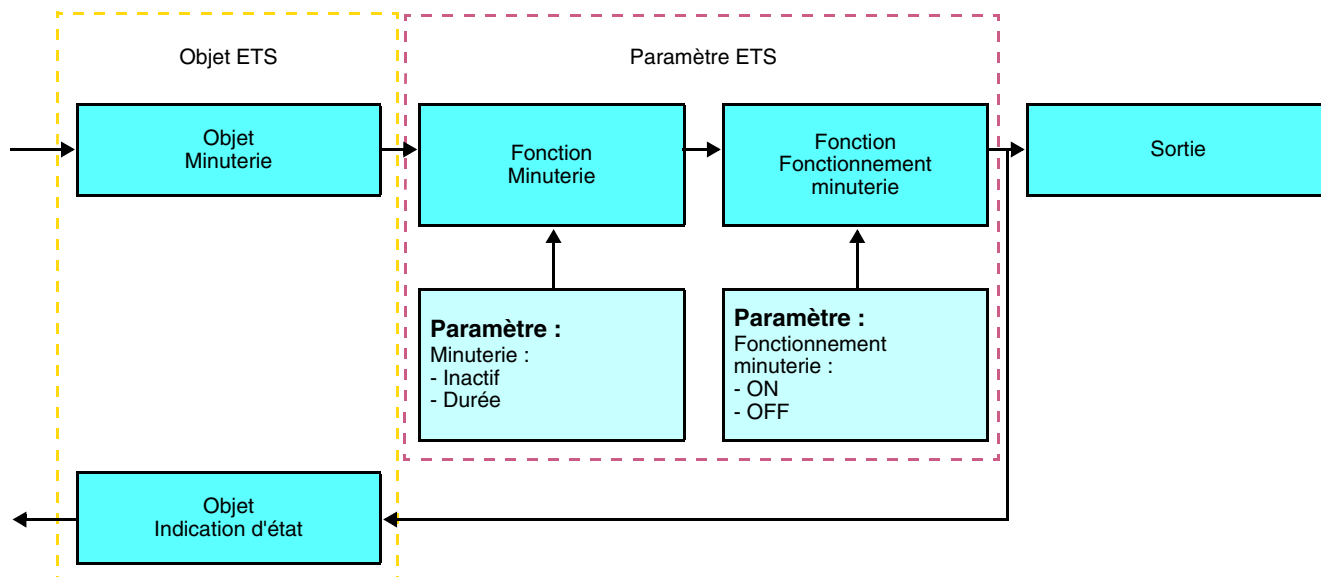 Objet ETS
Paramètre ETS
Objet
Minuterie
Fonction
Minuterie
Fonction
Fonctionnement
minuterie
Sortie
Paramètre :
Minuterie :
- Inactif
- Durée
Paramètre :
Fonctionnement
minuterie :
- ON
- OFF
Objet
Indication d'état